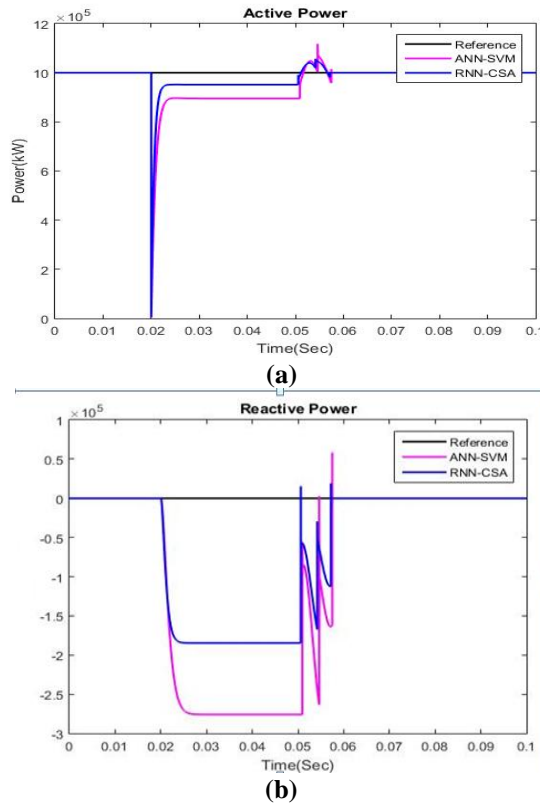 Active Power
×10⁵
12
10
8
6
4
2
0
Power(kW)
Reference
ANN-SVM
RNN-CSA
0 0.01 0.02 0.03 0.04 0.05 0.06 0.07 0.08 0.09 0.1
Time(Sec)
(a)
Reactive Power
×10⁵
1
0.5
0
-0.5
-1
-1.5
-2
-2.5
-3
Reference
ANN-SVM
RNN-CSA
0 0.01 0.02 0.03 0.04 0.05 0.06 0.07 0.08 0.09 0.1
Time(Sec)
(b)